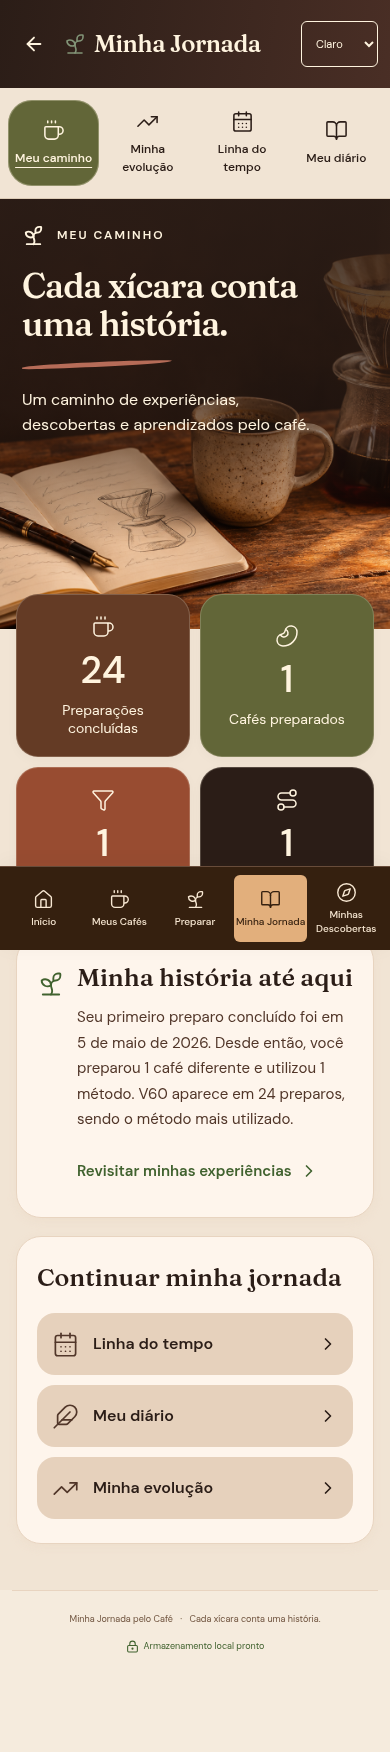 Minha Jornada
Claro
Meu caminho
Minha
evolução
Linha do
tempo
Meu diário
MEU CAMINHO
Cada xícara conta
uma história.
Um caminho de experiências,
descobertas e aprendizados pelo café.
24
Preparações
concluídas
1
Cafés preparados
1
1
Início
Meus Cafés
Preparar
Minha Jornada
Minhas
Descobertas
Minha história até aqui
Seu primeiro preparo concluído foi em
5 de maio de 2026. Desde então, você
preparou 1 café diferente e utilizou 1
método. V60 aparece em 24 preparos,
sendo o método mais utilizado.
Revisitar minhas experiências
Continuar minha jornada
Linha do tempo
Meu diário
Minha evolução
Minha Jornada pelo Café · Cada xícara conta uma história.
Armazenamento local pronto